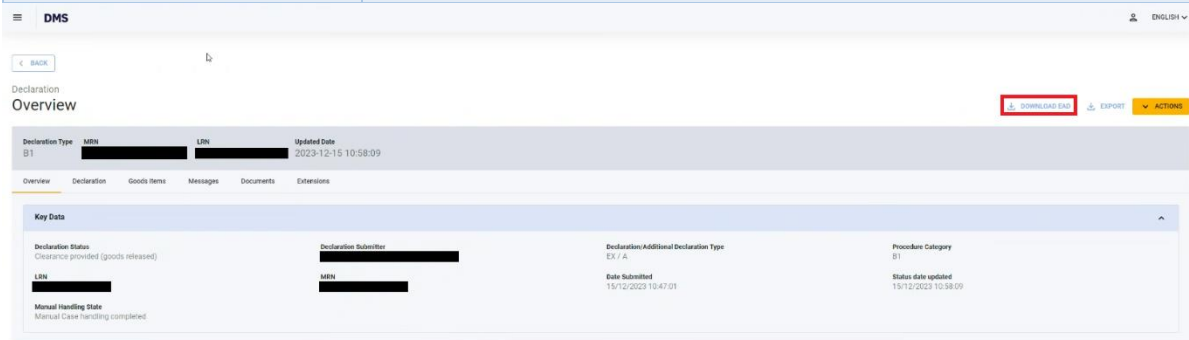 DMS ENGLISH
BACK
Declaration
Overview
DOWNLOAD EAD EXPORT ACTIONS
Declaration Type MRN LRN Updated Date
B1 2023-12-15 10:58:09
Overview Declaration Goods Items Messages Documents Extensions
Key Data
Declaration Status Declaration Submitter Declaration/Additional Declaration Type Procedure Category
Clearance provided (goods released) EX / A B1
LRN MRN Date Submitted Status date updated
15/12/2023 10:47:01 15/12/2023 10:58:09
Manual Handling State
Manual Case handling completed